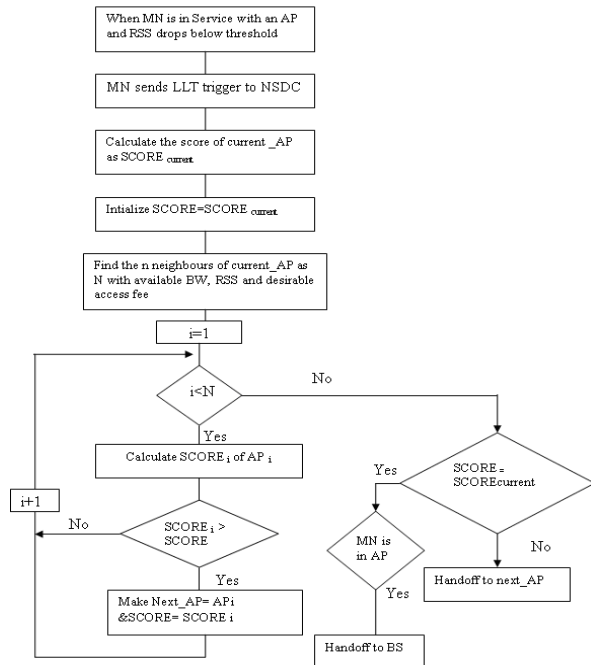 When MN is in Service with an AP
and RSS drops below threshold
MN sends LLT trigger to NSDC
Calculate the score of current _AP
as SCORE current
Intialize SCORE=SCORE current
Find the n neighbours of current_AP as
N with available BW, RSS and desirable
access fee
i=1
i<N
No
Yes
Calculate SCORE i of AP i
i+1
No
SCORE i >
SCORE
Yes
Make Next_AP= APi
&SCORE= SCORE i
SCORE =
SCOREcurrent
Yes
MN is
in AP
No
Yes
Handoff to next_AP
Handoff to BS